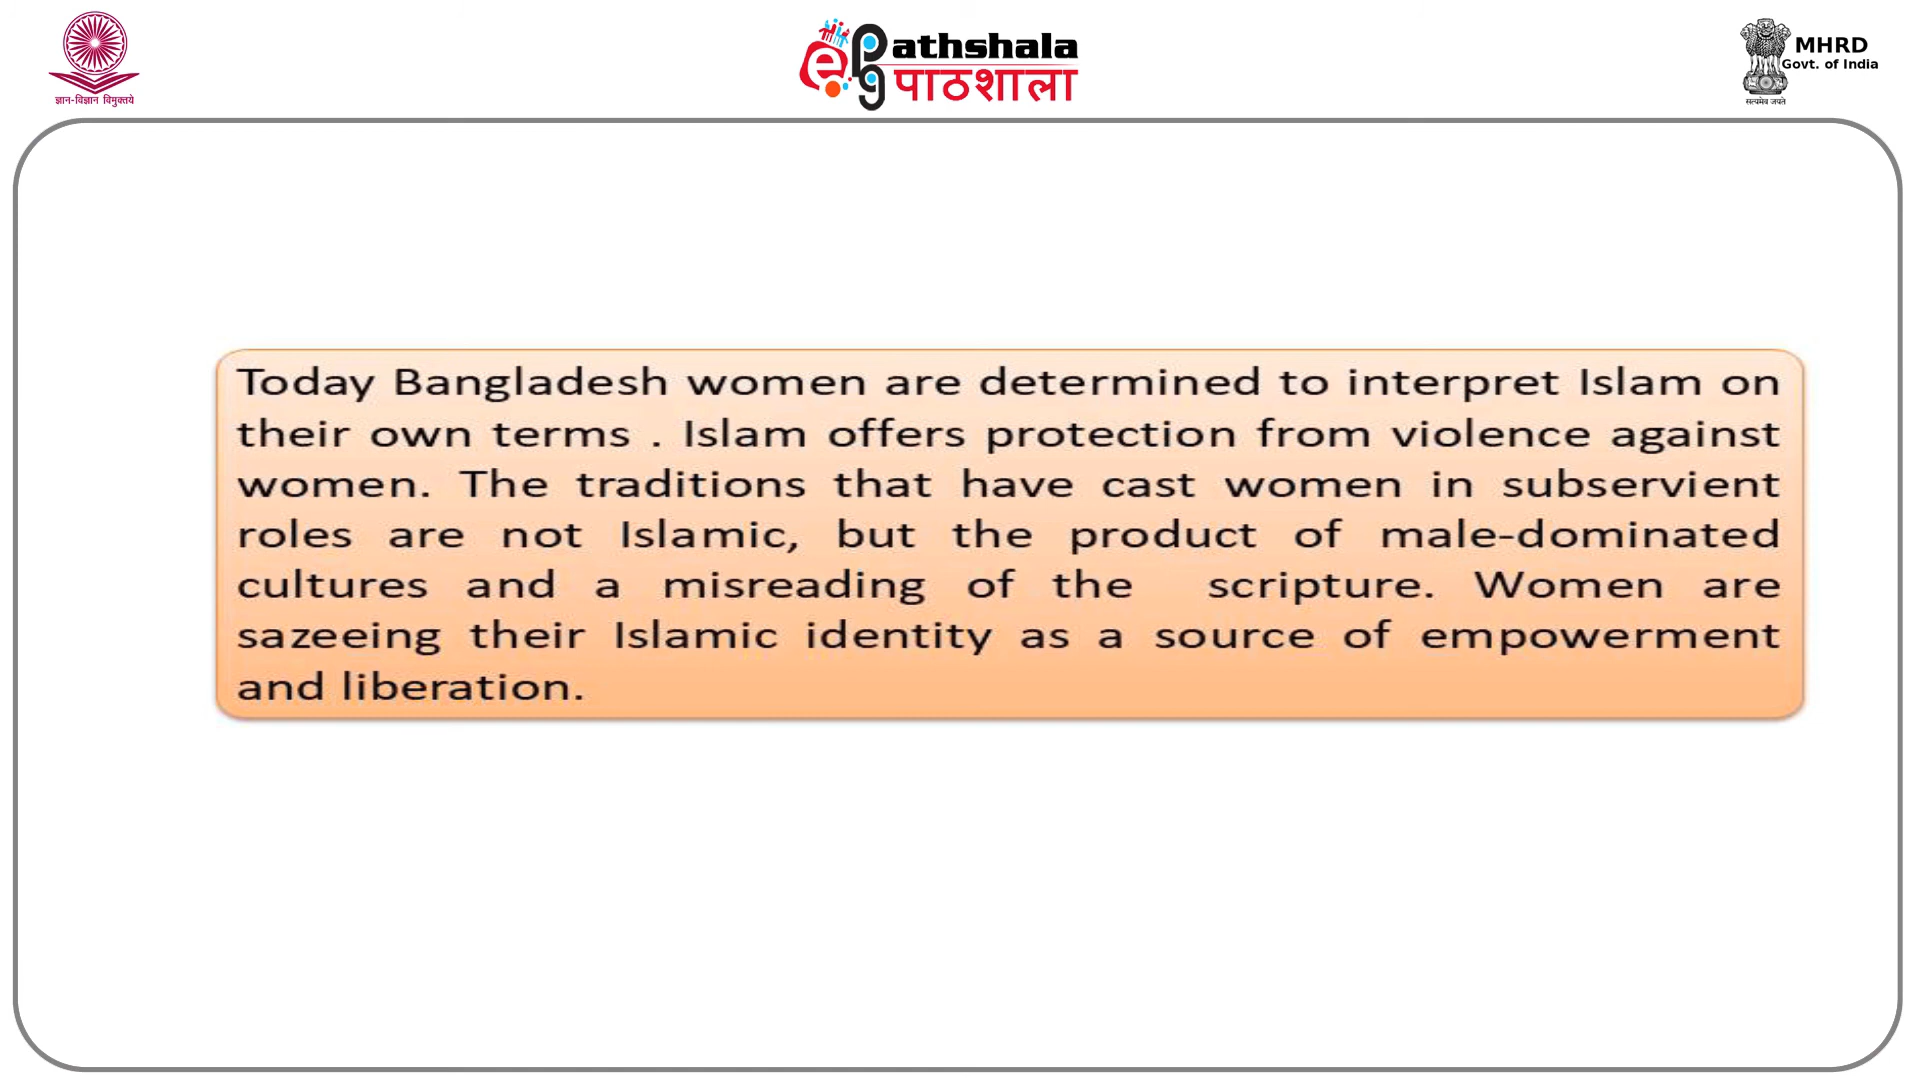 ज्ञान-विज्ञान विमुक्तये
athshala
पाठशाला
MHRD
Govt. of India
सत्यमेव जयते
Today Bangladesh women are determined to interpret Islam on
their own terms . Islam offers protection from violence against
women. The traditions that have cast women in subservient
roles are not Islamic, but the product of male-dominated
cultures and a misreading of the scripture. Women are
sazeeing their Islamic identity as a source of empowerment
and liberation.